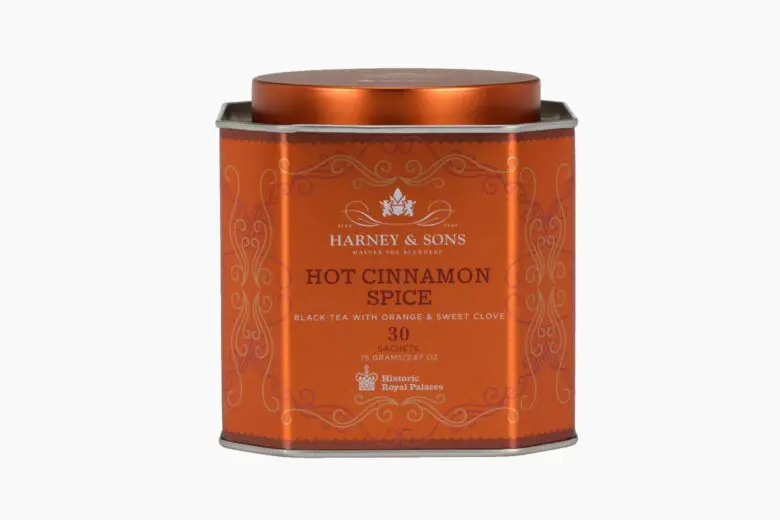 HARNEY & SONS
MASTER TEA BLENDERS
HOT CINNAMON
SPICE
BLACK TEA WITH ORANGE & SWEET CLOVE
30
SACHETS
75 GRAMS/2.67 OZ
Historic
Royal Palaces